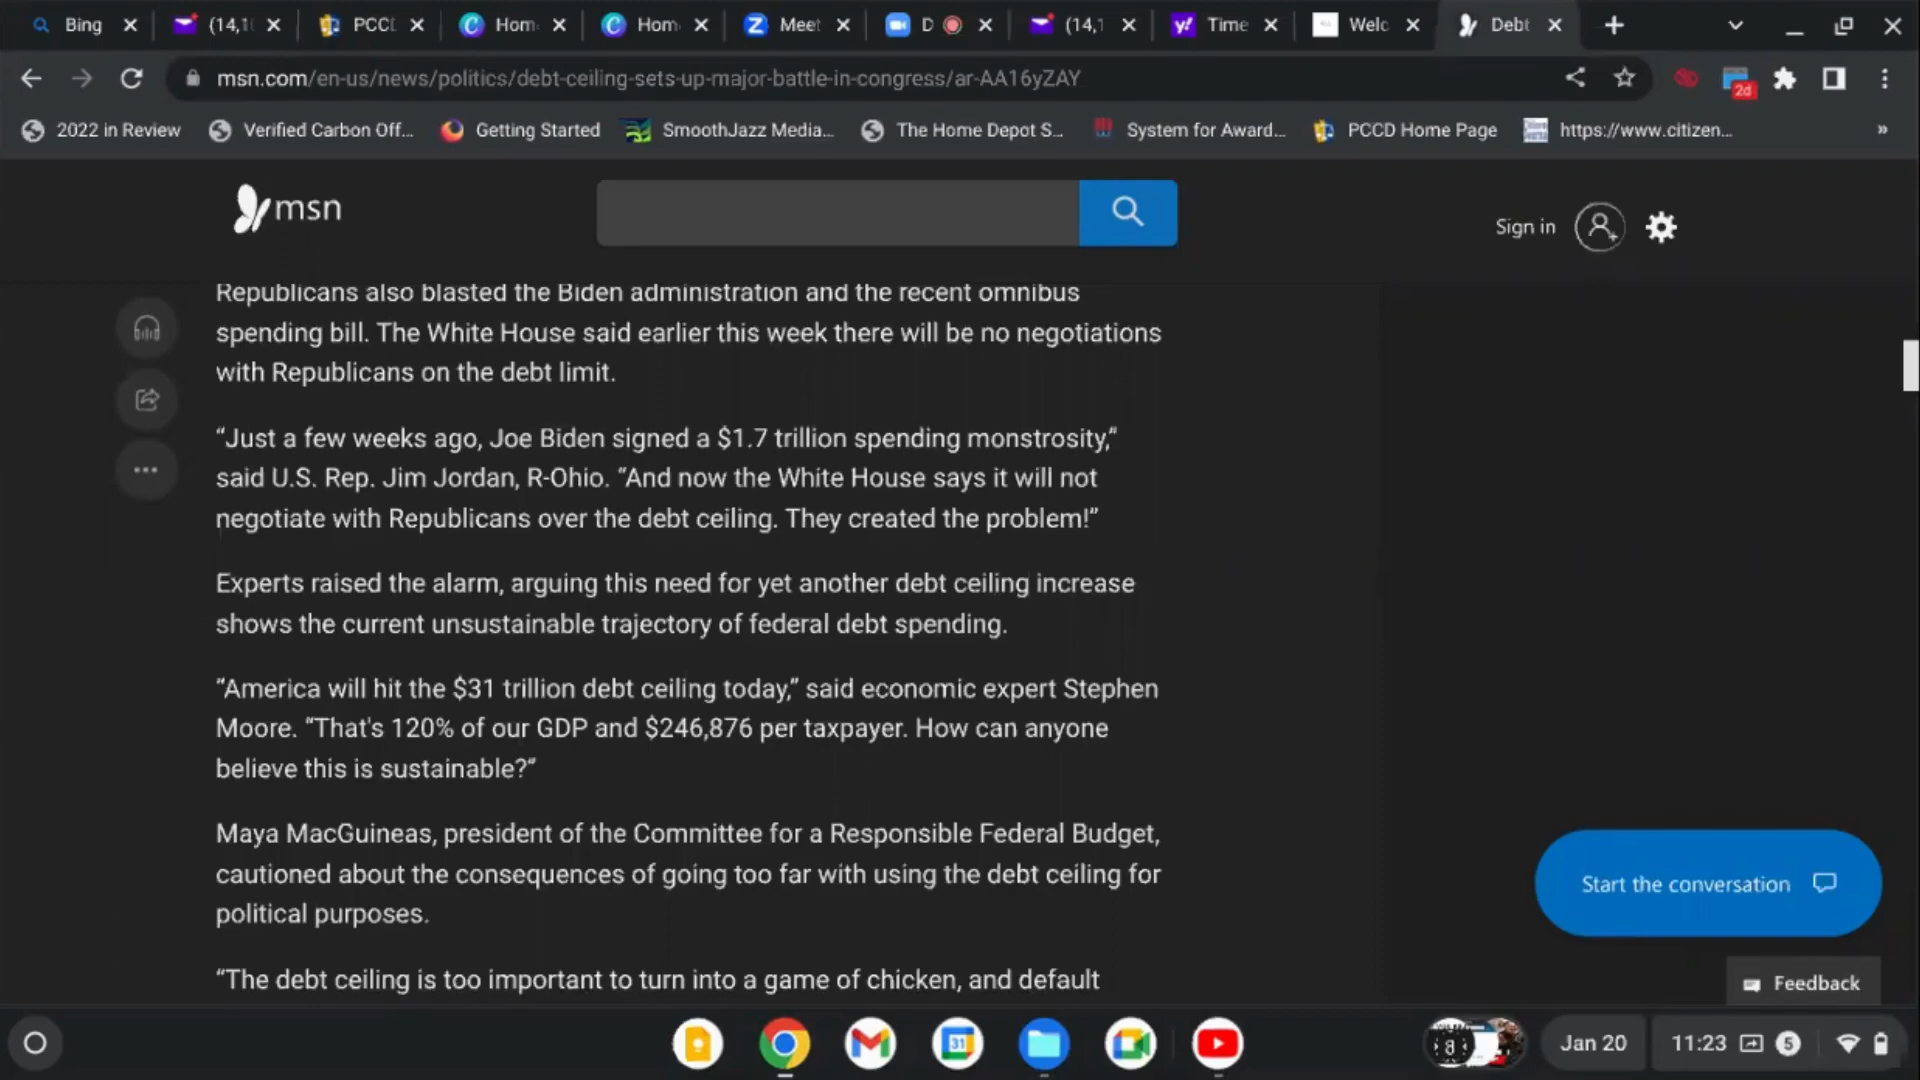 Bing
(14,1
PCCD
Hom
Hom
Meet
D
(14,1
Time
Welc
Debt
msn.com/en-us/news/politics/debt-ceiling-sets-up-major-battle-in-congress/ar-AA16yZAY
2d
2022 in Review
Verified Carbon Off...
Getting Started
SmoothJazz Media...
The Home Depot S...
System for Award...
PCCD Home Page
https://www.citizen...
»
msn
Sign in
Republicans also blasted the Biden administration and the recent omnibus
spending bill. The White House said earlier this week there will be no negotiations
with Republicans on the debt limit.
“Just a few weeks ago, Joe Biden signed a $1.7 trillion spending monstrosity,”
said U.S. Rep. Jim Jordan, R-Ohio. “And now the White House says it will not
negotiate with Republicans over the debt ceiling. They created the problem!”
Experts raised the alarm, arguing this need for yet another debt ceiling increase
shows the current unsustainable trajectory of federal debt spending.
“America will hit the $31 trillion debt ceiling today,” said economic expert Stephen
Moore. “That's 120% of our GDP and $246,876 per taxpayer. How can anyone
believe this is sustainable?”
Maya MacGuineas, president of the Committee for a Responsible Federal Budget,
cautioned about the consequences of going too far with using the debt ceiling for
political purposes.
“The debt ceiling is too important to turn into a game of chicken, and default
Start the conversation
Feedback
31
8
Jan 20
11:23
5